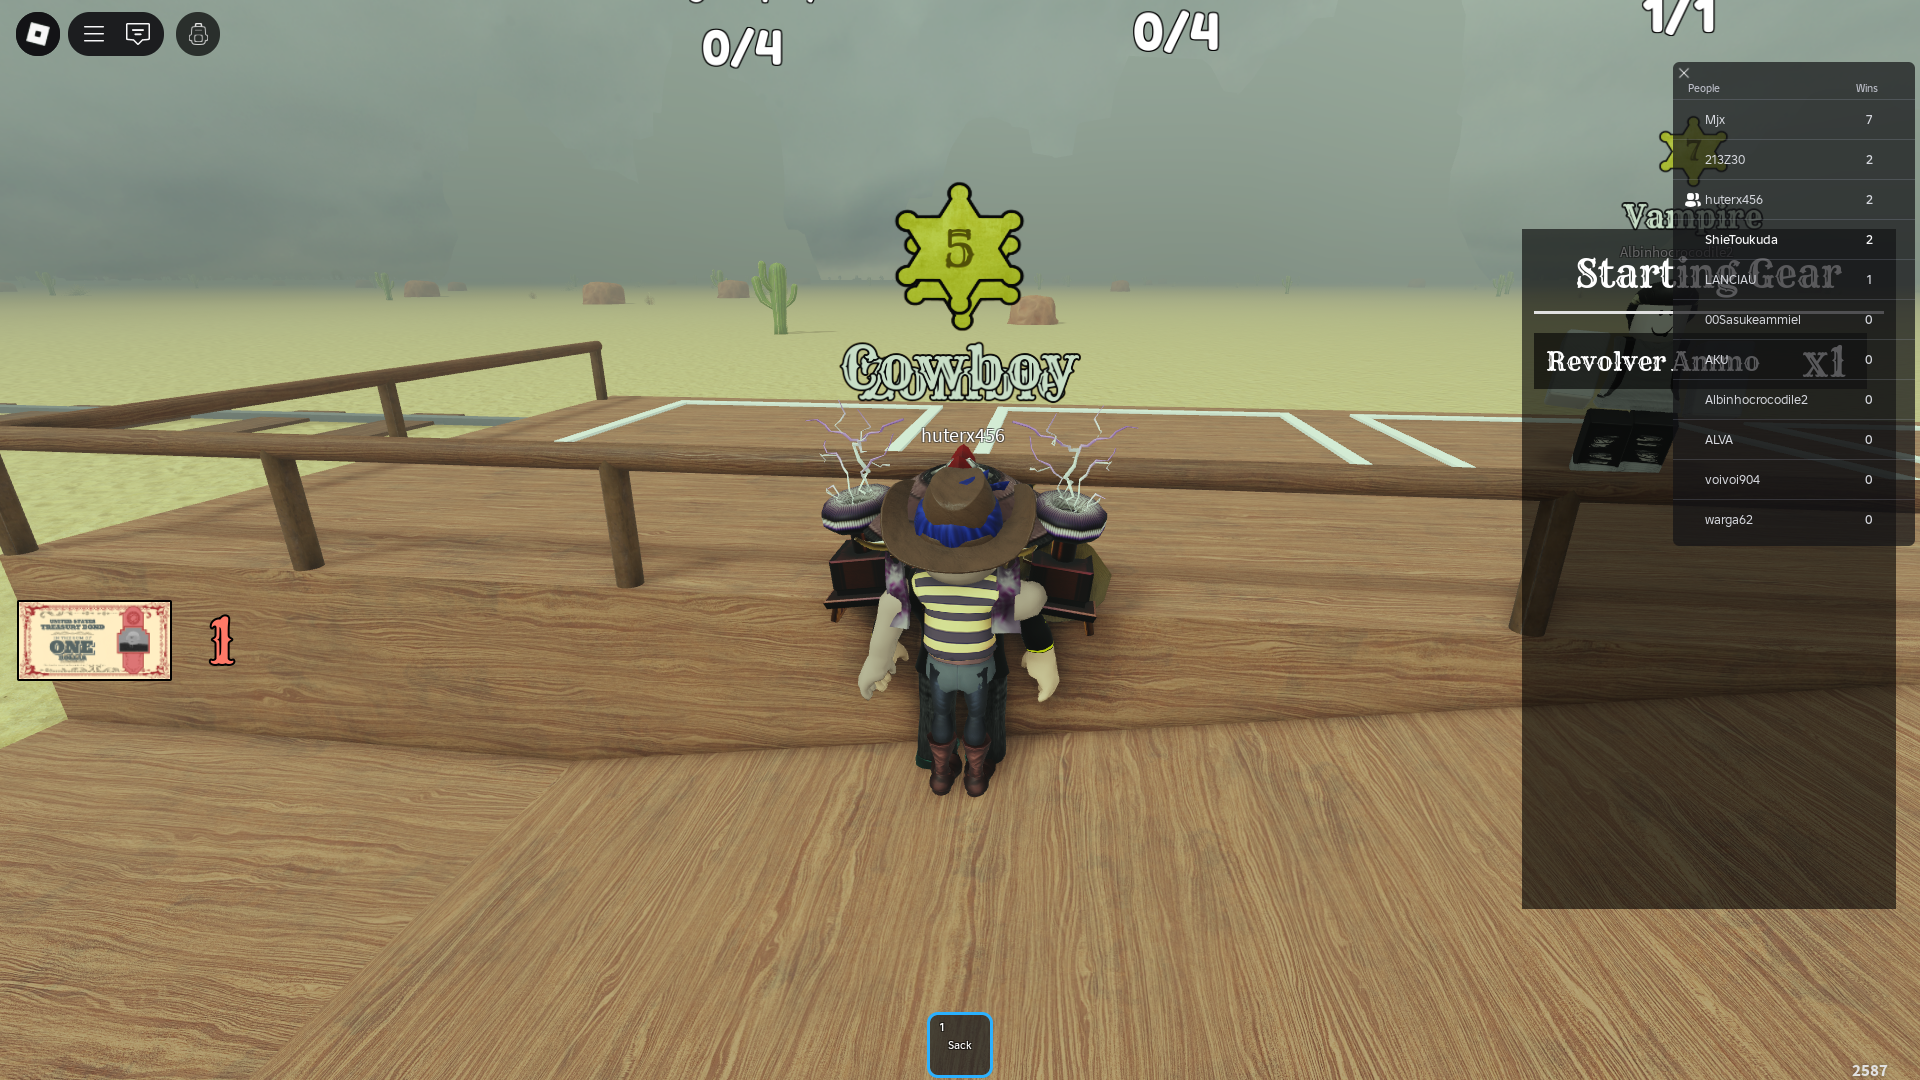 0/4
0/4
1/1
People Wins
Mjx 7
213Z30 2
huterx456 2
ShieToukuda 2
LANCIAU 1
00Sasukeammiel 0
AKU 0
Albinhocrocodile2 0
ALVA 0
voivoi904 0
warga62 0
7
Vampire
Albinhocrocodile2
Starting Gear
Revolver Ammo x1
5
Cowboy
huterx456
UNITED STATES
TREASURY BOND
ONE
1
1
Sack
2587